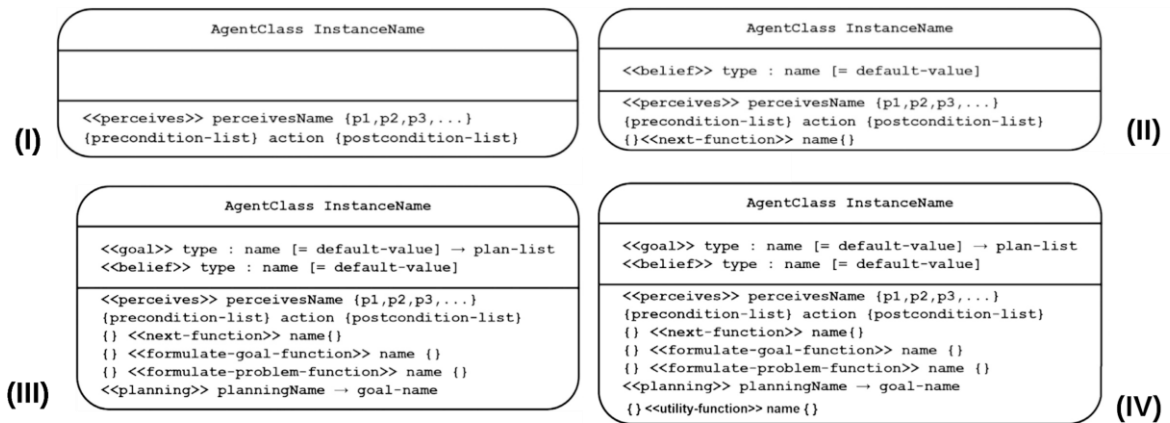 AgentClass InstanceName
<<perceives>> perceivesName {p1,p2,p3,...}
{precondition-list} action {postcondition-list}
(I)
AgentClass InstanceName
<<belief>> type : name [= default-value]
<<perceives>> perceivesName {p1,p2,p3,...}
{precondition-list} action {postcondition-list}
{}<<next-function>> name{}
(II)
AgentClass InstanceName
<<goal>> type : name [= default-value] → plan-list
<<belief>> type : name [= default-value]
<<perceives>> perceivesName {p1,p2,p3,...}
{precondition-list} action {postcondition-list}
{} <<next-function>> name{}
{} <<formulate-goal-function>> name {}
{} <<formulate-problem-function>> name {}
<<planning>> planningName → goal-name
(III)
AgentClass InstanceName
<<goal>> type : name [= default-value] → plan-list
<<belief>> type : name [= default-value]
<<perceives>> perceivesName {p1,p2,p3,...}
{precondition-list} action {postcondition-list}
{} <<next-function>> name{}
{} <<formulate-goal-function>> name {}
{} <<formulate-problem-function>> name {}
<<planning>> planningName → goal-name
{} <<utility-function>> name {}
(IV)